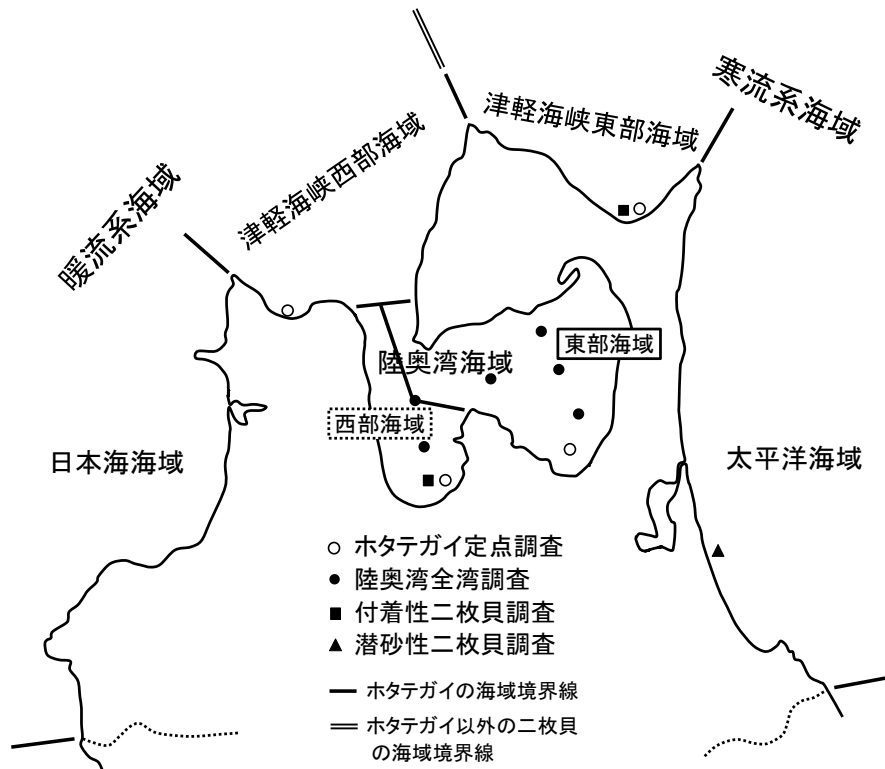 寒流系海域
津軽海峡東部海域
津軽海峡西部海域
暖流系海域
東部海域
陸奥湾海域
西部海域
日本海海域
太平洋海域
○ ホタテガイ定点調査
● 陸奥湾全湾調査
■ 付着性二枚貝調査
▲ 潜砂性二枚貝調査
ホタテガイの海域境界線
ホタテガイ以外の二枚貝
の海域境界線